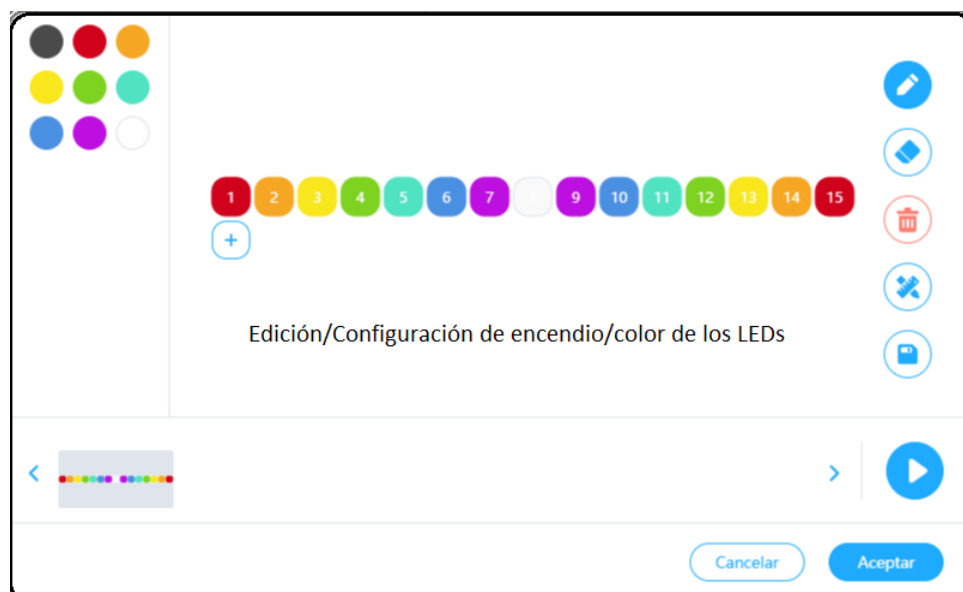 1 2 3 4 5 6 7 8 9 10 11 12 13 14 15
+
Edición/Configuración de encendio/color de los LEDs
Cancelar Aceptar